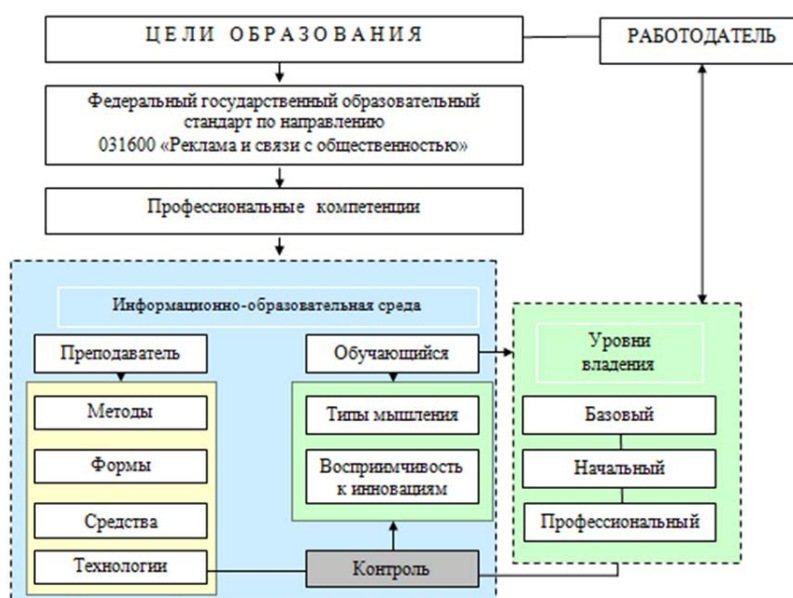 ЦЕЛИ ОБРАЗОВАНИЯ
РАБОТОДАТЕЛЬ
Федеральный государственный образовательный
стандарт по направлению
031600 «Реклама и связи с общественностью»
Профессиональные компетенции
Информационно-образовательная среда
Преподаватель
Методы
Формы
Средства
Технологии
Обучающийся
Типы мышления
Восприимчивость
к инновациям
Контроль
Уровни
владения
Базовый
Начальный
Профессиональный